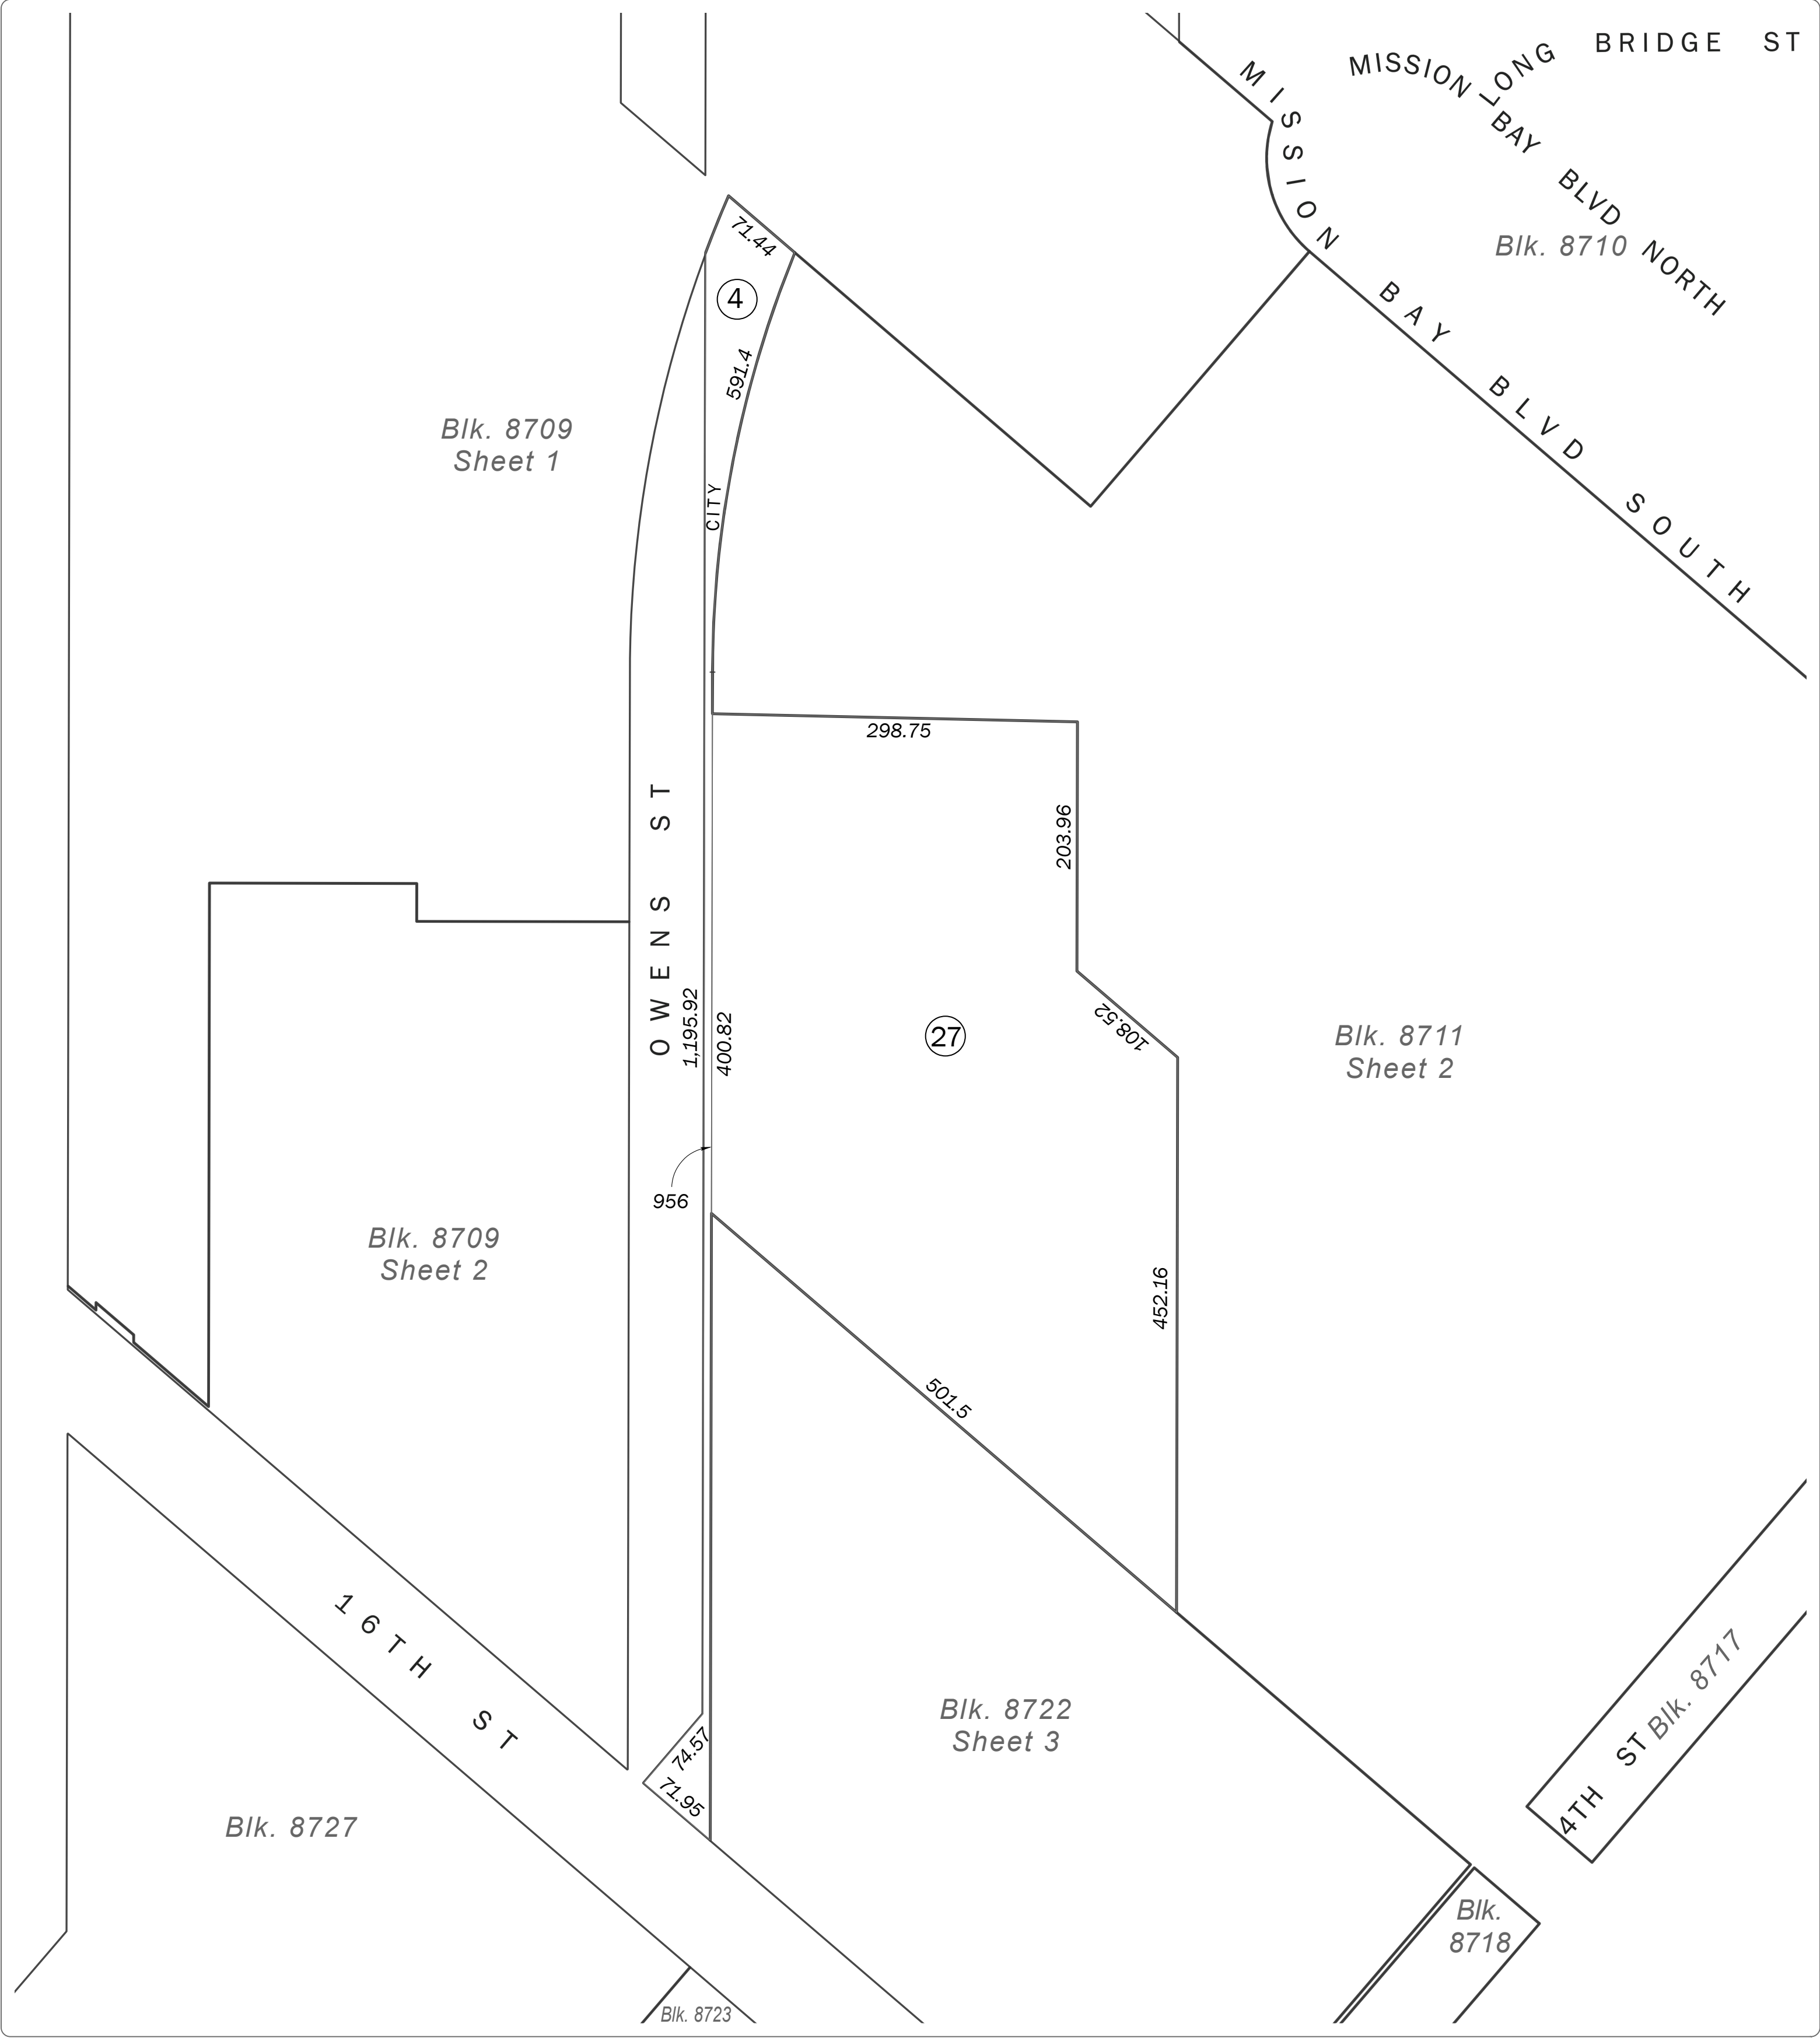 BRIDGE ST
LONG
MISSION BAY BLVD NORTH
MISSION BAY BLVD SOUTH
Blk. 8710
71.44
4
591.4
CITY
Blk. 8709
Sheet 1
298.75
203.96
OWENS ST
1,195.92
400.82
27
108.52
Blk. 8711
Sheet 2
956
Blk. 8709
Sheet 2
452.16
501.5
16TH ST
Blk. 8722
Sheet 3
74.57
71.95
4TH ST
Blk. 8717
Blk. 8727
Blk.
8718
Blk. 8723